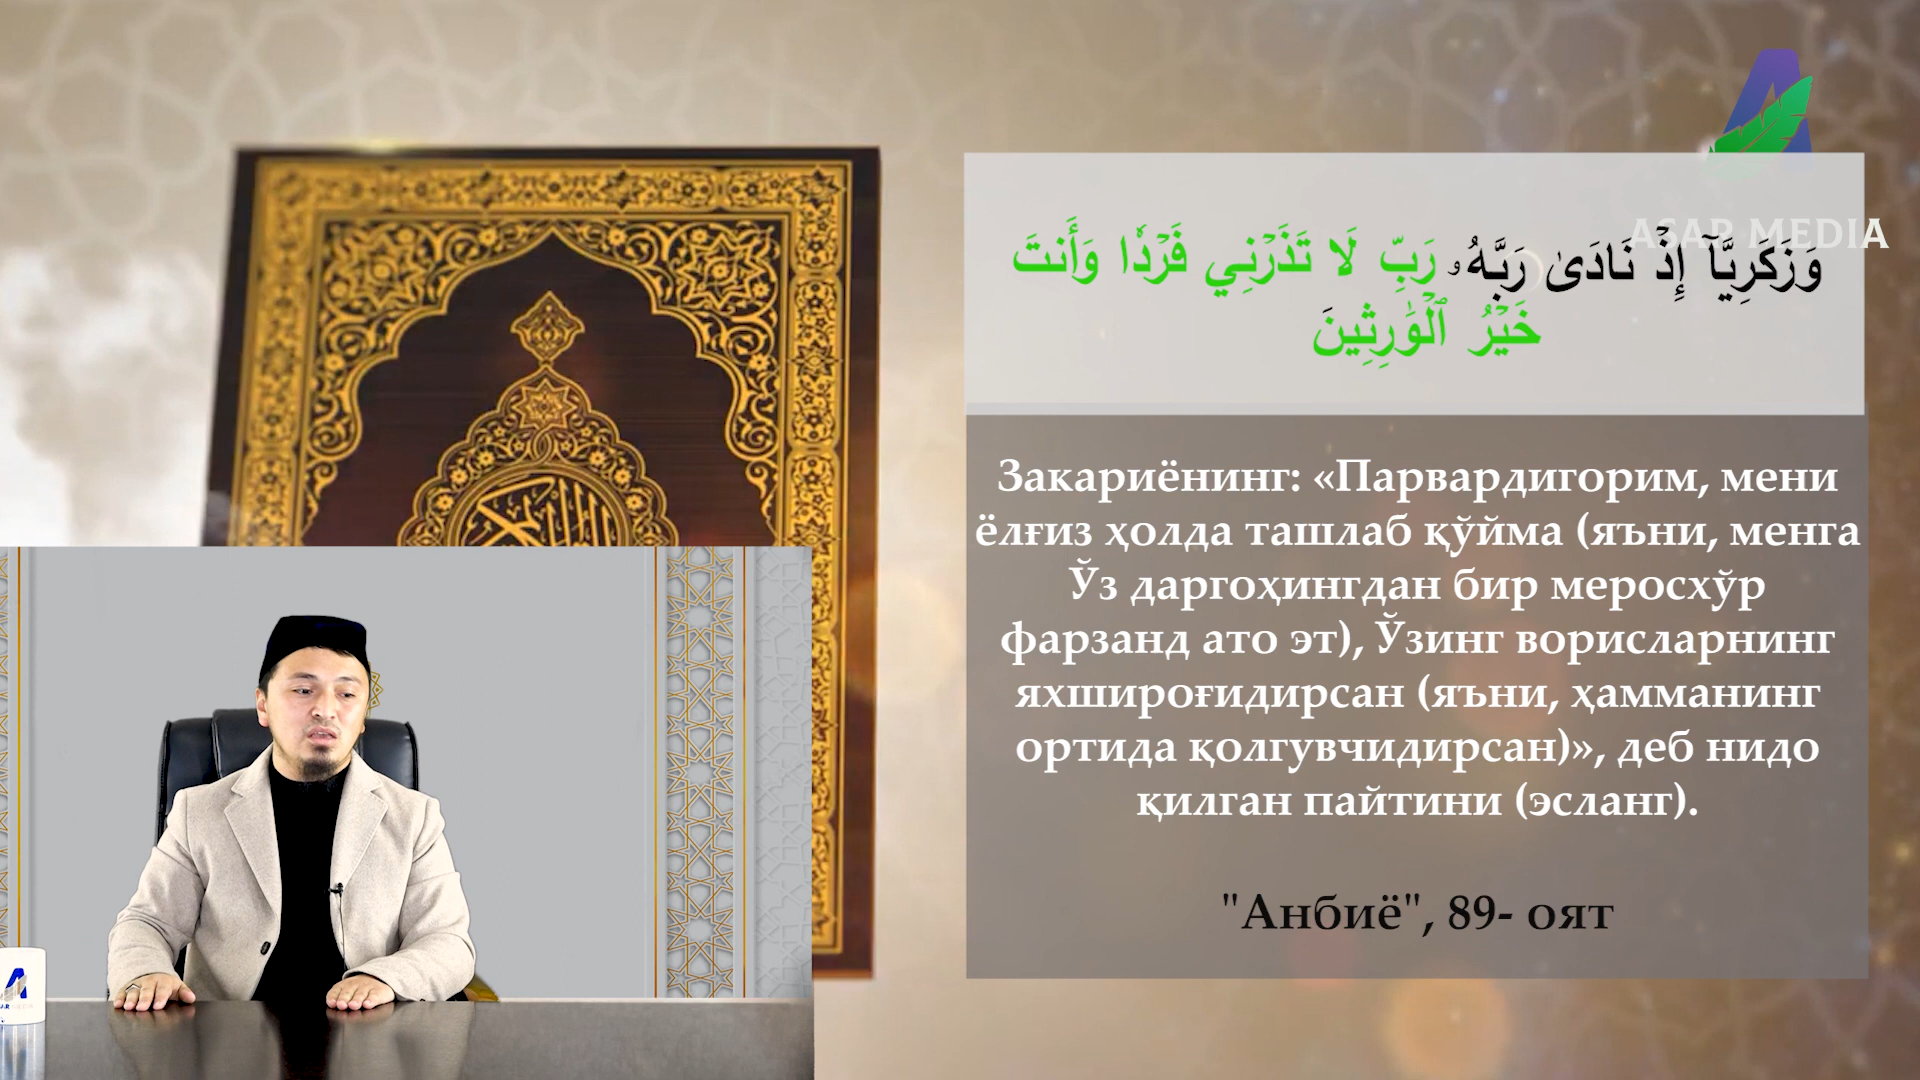 ASAR MEDIA
وَزَكَرِيَّآ إِذْ نَادَىٰ رَبَّهُۥ رَبِّ لَا تَذَرْنِي فَرْدًا وَأَنتَ
خَيْرُ ٱلْوَٰرِثِينَ
Закариёнинг: «Парвардигорим, мени
ёлғиз ҳолда ташлаб қўйма (яъни, менга
Ўз даргоҳингдан бир меросхўр
фарзанд ато эт), Ўзинг ворисларнинг
яхшироғидирсан (яъни, ҳамманинг
ортида қолгувчидирсан)», деб нидо
қилган пайтини (эсланг).
"Анбиё", 89- оят